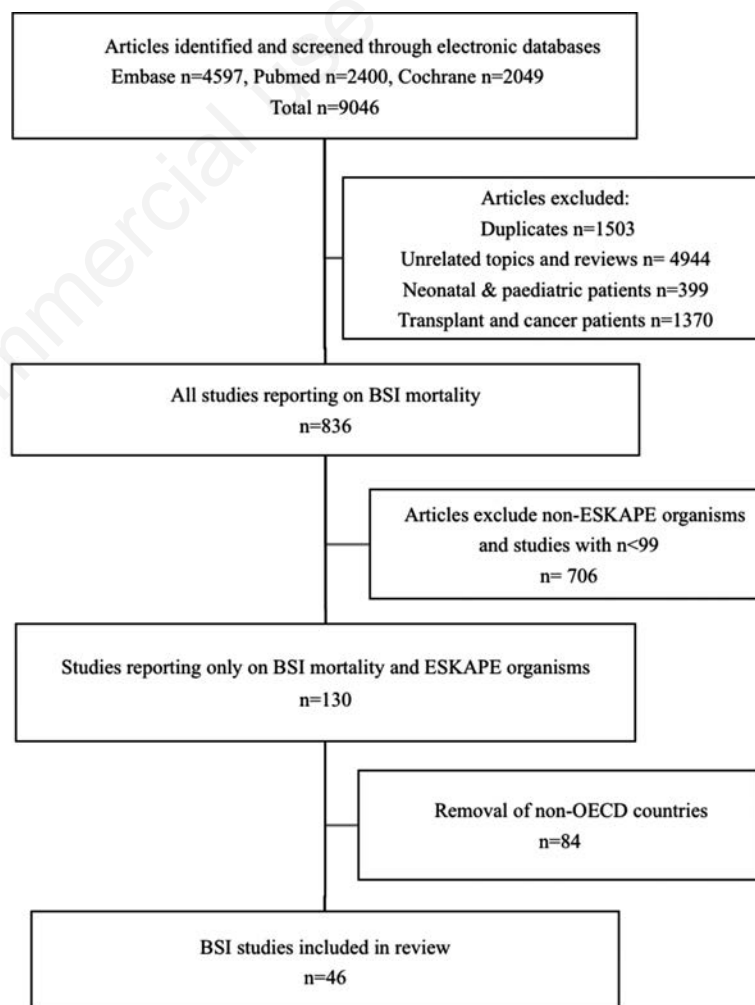 Articles identified and screened through electronic databases
Embase n=4597, Pubmed n=2400, Cochrane n=2049
Total n=9046
Articles excluded:
Duplicates n=1503
Unrelated topics and reviews n= 4944
Neonatal & paediatric patients n=399
Transplant and cancer patients n=1370
All studies reporting on BSI mortality
n=836
Articles exclude non-ESKAPE organisms
and studies with n<99
n= 706
Studies reporting only on BSI mortality and ESKAPE organisms
n=130
Removal of non-OECD countries
n=84
BSI studies included in review
n=46
use